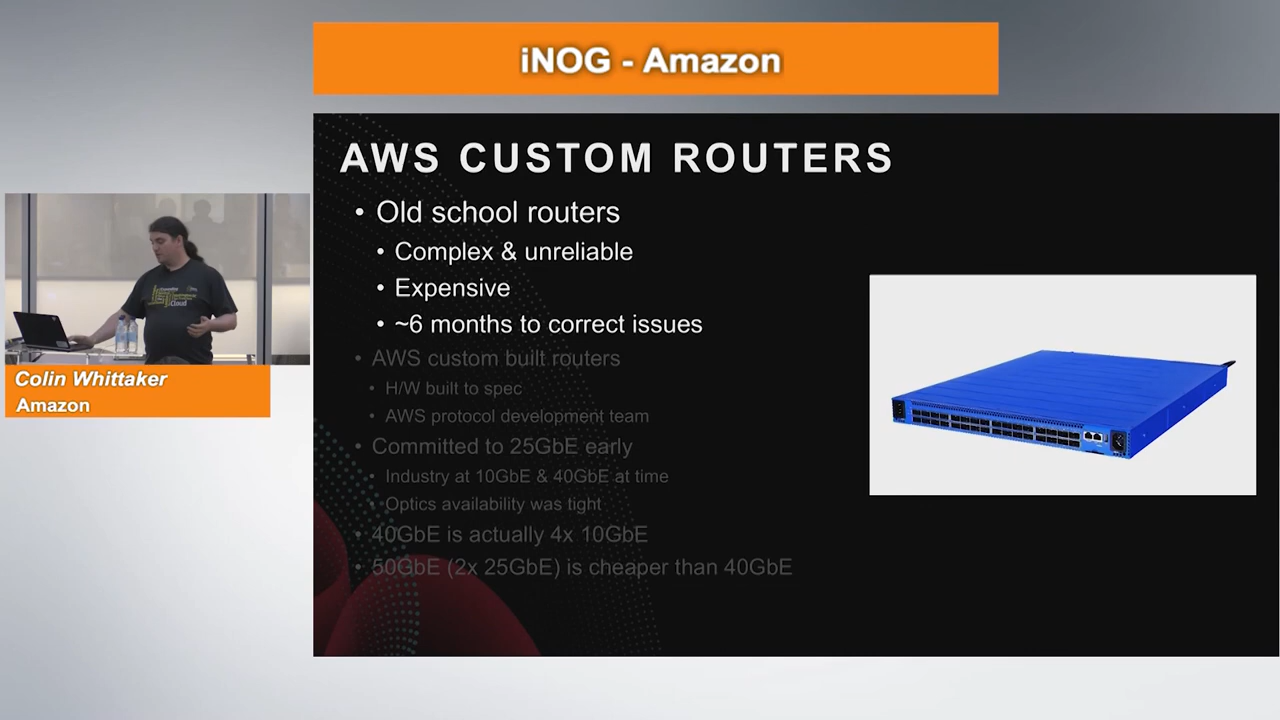 iNOG - Amazon
AWS CUSTOM ROUTERS
• Old school routers
• Complex & unreliable
• Expensive
• ~6 months to correct issues
• AWS custom built routers
• H/W built to spec
• AWS protocol development team
• Committed to 25GbE early
• Industry at 10GbE & 40GbE at time
• Optics availability was tight
• 40GbE is actually 4x 10GbE
• 50GbE (2x 25GbE) is cheaper than 40GbE
Cloud
Colin Whittaker
Amazon